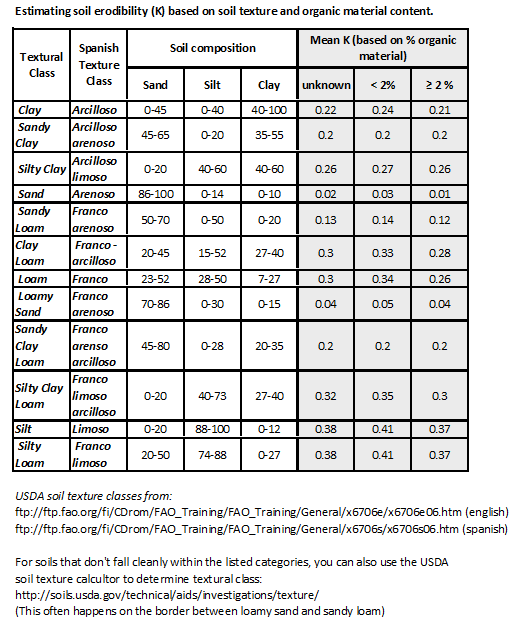 Estimating soil erodibility (K) based on soil texture and organic material content.
Textural Class | Spanish Texture Class | Soil composition | Mean K (based on % organic material)
Sand | Silt | Clay | unknown | < 2% | ≥ 2 %
Clay | Arcilloso | 0-45 | 0-40 | 40-100 | 0.22 | 0.24 | 0.21
Sandy Clay | Arcilloso arenoso | 45-65 | 0-20 | 35-55 | 0.2 | 0.2 | 0.2
Silty Clay | Arcilloso limoso | 0-20 | 40-60 | 40-60 | 0.26 | 0.27 | 0.26
Sand | Arenoso | 86-100 | 0-14 | 0-10 | 0.02 | 0.03 | 0.01
Sandy Loam | Franco arenoso | 50-70 | 0-50 | 0-20 | 0.13 | 0.14 | 0.12
Clay Loam | Franco - arcilloso | 20-45 | 15-52 | 27-40 | 0.3 | 0.33 | 0.28
Loam | Franco | 23-52 | 28-50 | 7-27 | 0.3 | 0.34 | 0.26
Loamy Sand | Franco arenoso | 70-86 | 0-30 | 0-15 | 0.04 | 0.05 | 0.04
Sandy Clay Loam | Franco arenso arcilloso | 45-80 | 0-28 | 20-35 | 0.2 | 0.2 | 0.2
Silty Clay Loam | Franco limoso arcilloso | 0-20 | 40-73 | 27-40 | 0.32 | 0.35 | 0.3
Silt | Limoso | 0-20 | 88-100 | 0-12 | 0.38 | 0.41 | 0.37
Silty Loam | Franco limoso | 20-50 | 74-88 | 0-27 | 0.38 | 0.41 | 0.37
USDA soil texture classes from:
ftp://ftp.fao.org/fi/CDrom/FAO_Training/FAO_Training/General/x6706e/x6706e06.htm (english)
ftp://ftp.fao.org/fi/CDrom/FAO_Training/FAO_Training/General/x6706s/x6706s06.htm (spanish)
For soils that don't fall cleanly within the listed categories, you can also use the USDA
soil texture calcultor to determine textural class:
http://soils.usda.gov/technical/aids/investigations/texture/
(This often happens on the border between loamy sand and sandy loam)